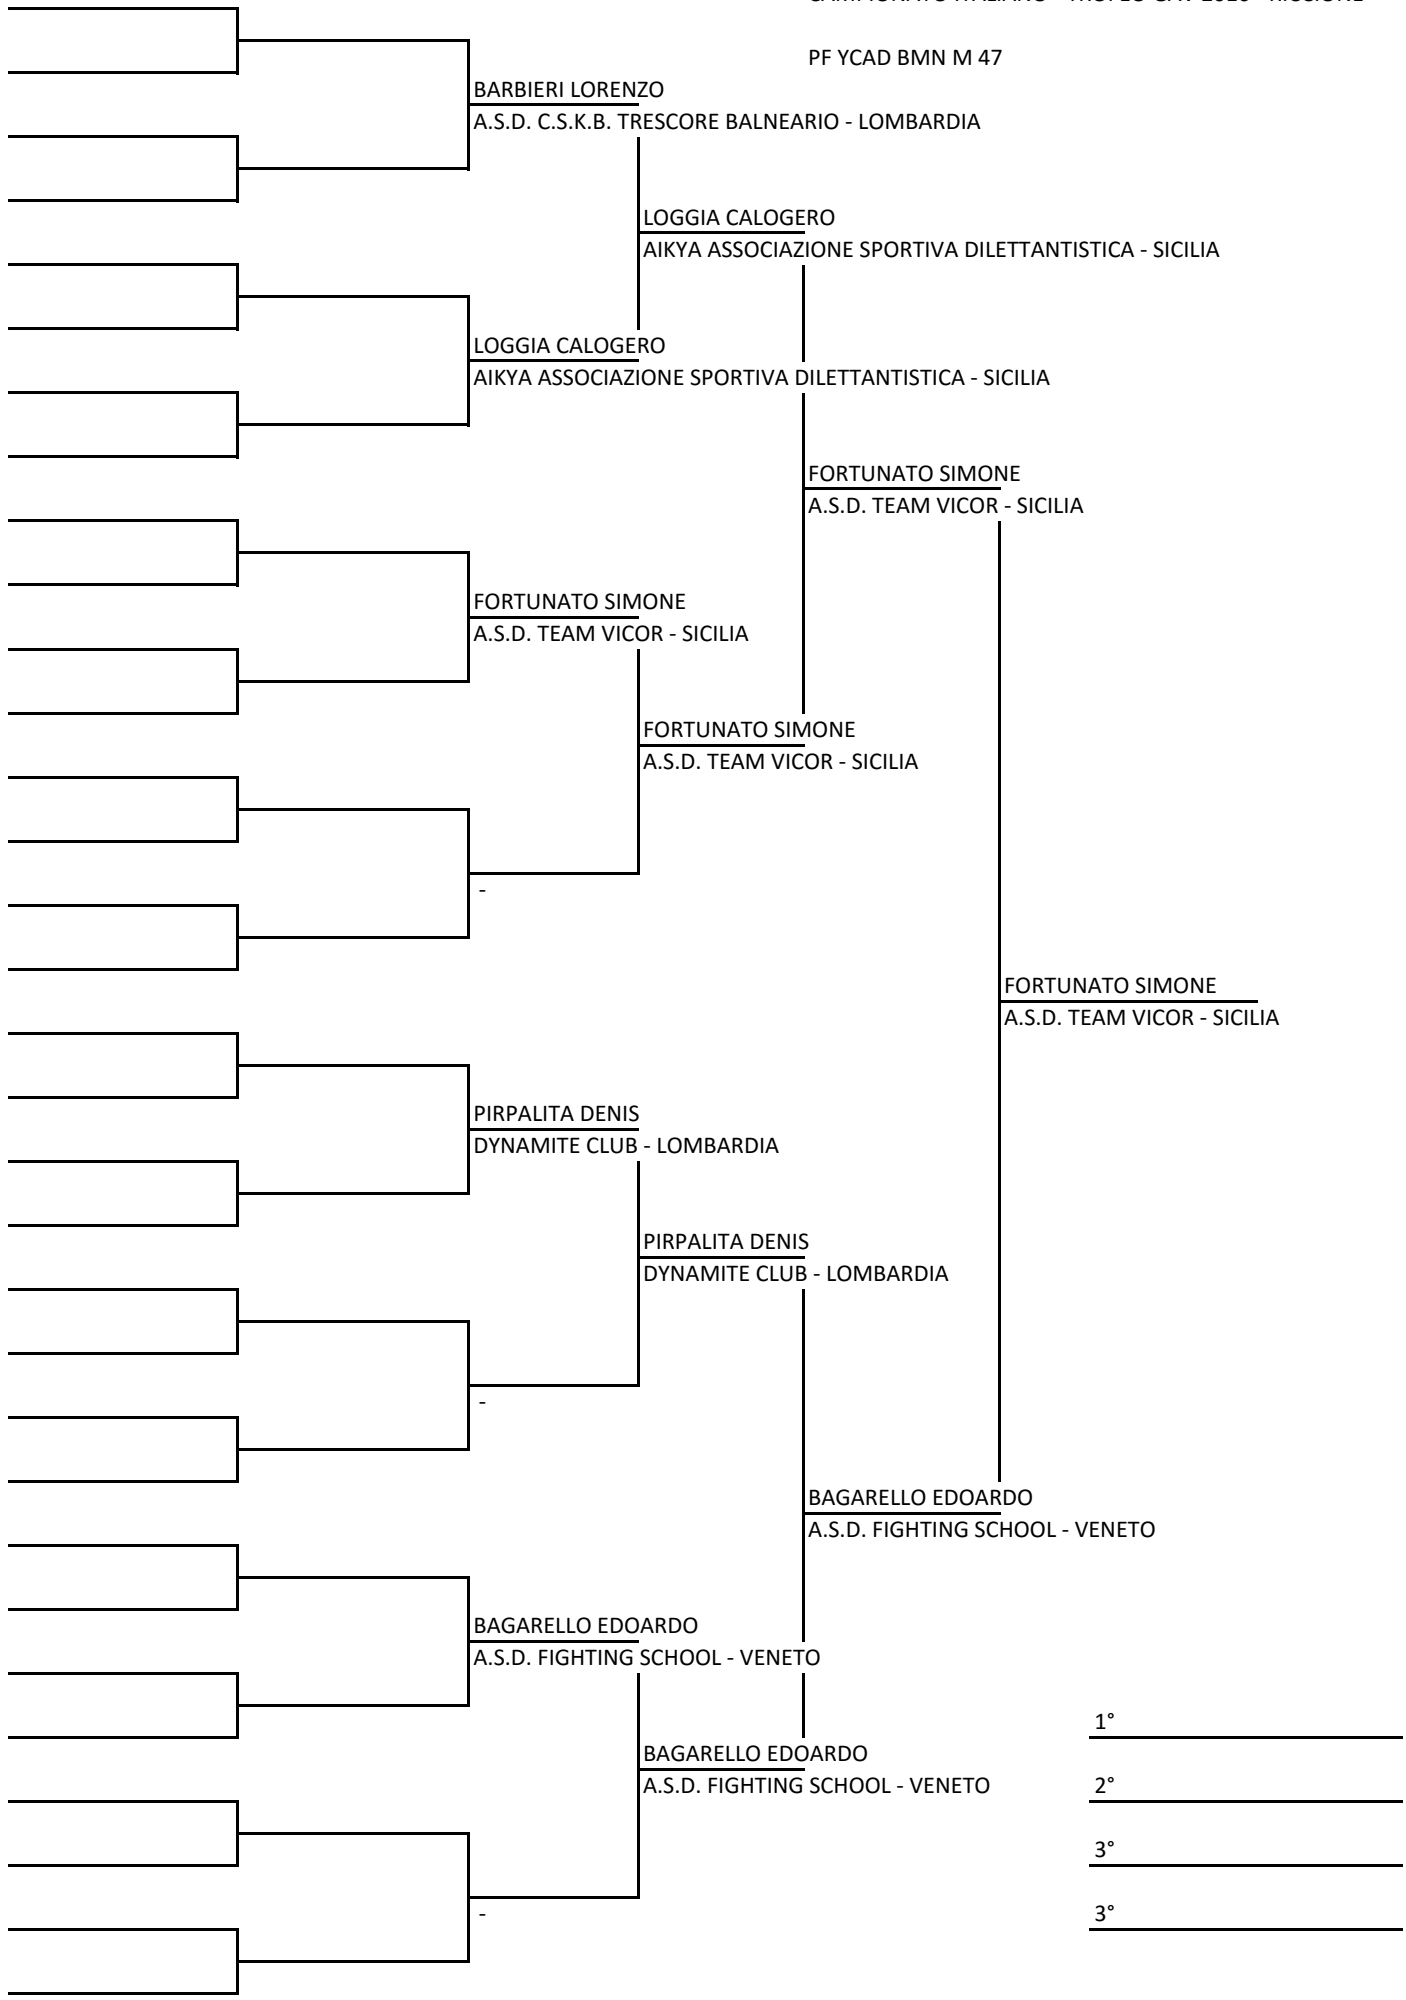 PF YCAD BMN M 47
BARBIERI LORENZO
A.S.D. C.S.K.B. TRESCORE BALNEARIO - LOMBARDIA
LOGGIA CALOGERO
AIKYA ASSOCIAZIONE SPORTIVA DILETTANTISTICA - SICILIA
LOGGIA CALOGERO
AIKYA ASSOCIAZIONE SPORTIVA DILETTANTISTICA - SICILIA
FORTUNATO SIMONE
A.S.D. TEAM VICOR - SICILIA
FORTUNATO SIMONE
A.S.D. TEAM VICOR - SICILIA
FORTUNATO SIMONE
A.S.D. TEAM VICOR - SICILIA
-
FORTUNATO SIMONE
A.S.D. TEAM VICOR - SICILIA
PIRPALITA DENIS
DYNAMITE CLUB - LOMBARDIA
PIRPALITA DENIS
DYNAMITE CLUB - LOMBARDIA
-
BAGARELLO EDOARDO
A.S.D. FIGHTING SCHOOL - VENETO
BAGARELLO EDOARDO
A.S.D. FIGHTING SCHOOL - VENETO
1°
BAGARELLO EDOARDO
A.S.D. FIGHTING SCHOOL - VENETO
2°
3°
-
3°